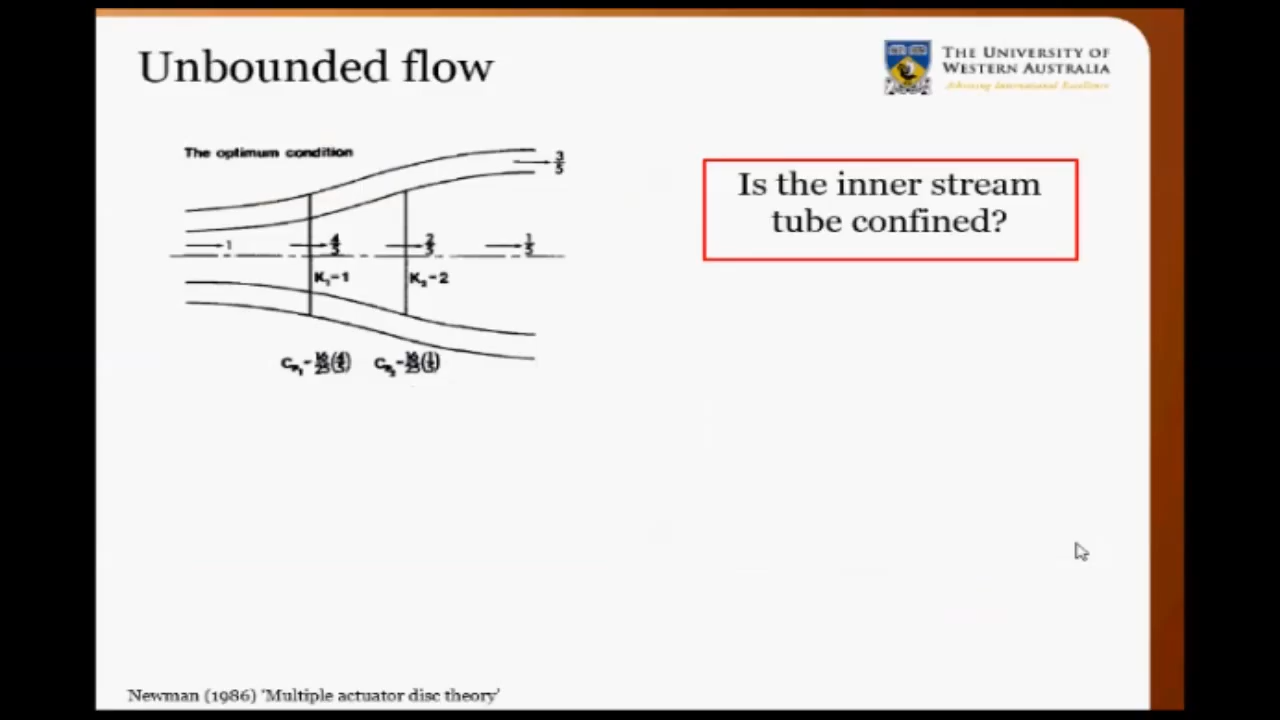 Unbounded flow
THE UNIVERSITY OF
WESTERN AUSTRALIA
Achieving International Excellence
The optimum condition
3/5
1
4/5
2/5
1/5
K₁=1
K₂=2
Is the inner stream
tube confined?
Newman (1986) 'Multiple actuator disc theory'